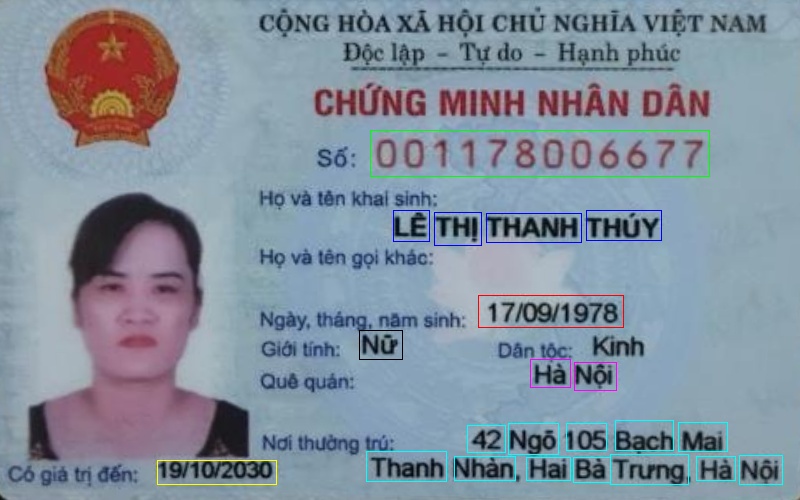 CỘNG HÒA XÃ HỘI CHỦ NGHĨA VIỆT NAM
Độc lập - Tự do - Hạnh phúc
CHỨNG MINH NHÂN DÂN
Số: 001178006677
Họ và tên khai sinh:
LÊ THỊ THANH THÚY
Họ và tên gọi khác:
Ngày, tháng, năm sinh: 17/09/1978
Giới tính: Nữ Dân tộc: Kinh
Quê quán: Hà Nội
Nơi thường trú: 42 Ngõ 105 Bạch Mai
Có giá trị đến: 19/10/2030 Thanh Nhàn, Hai Bà Trưng, Hà Nội